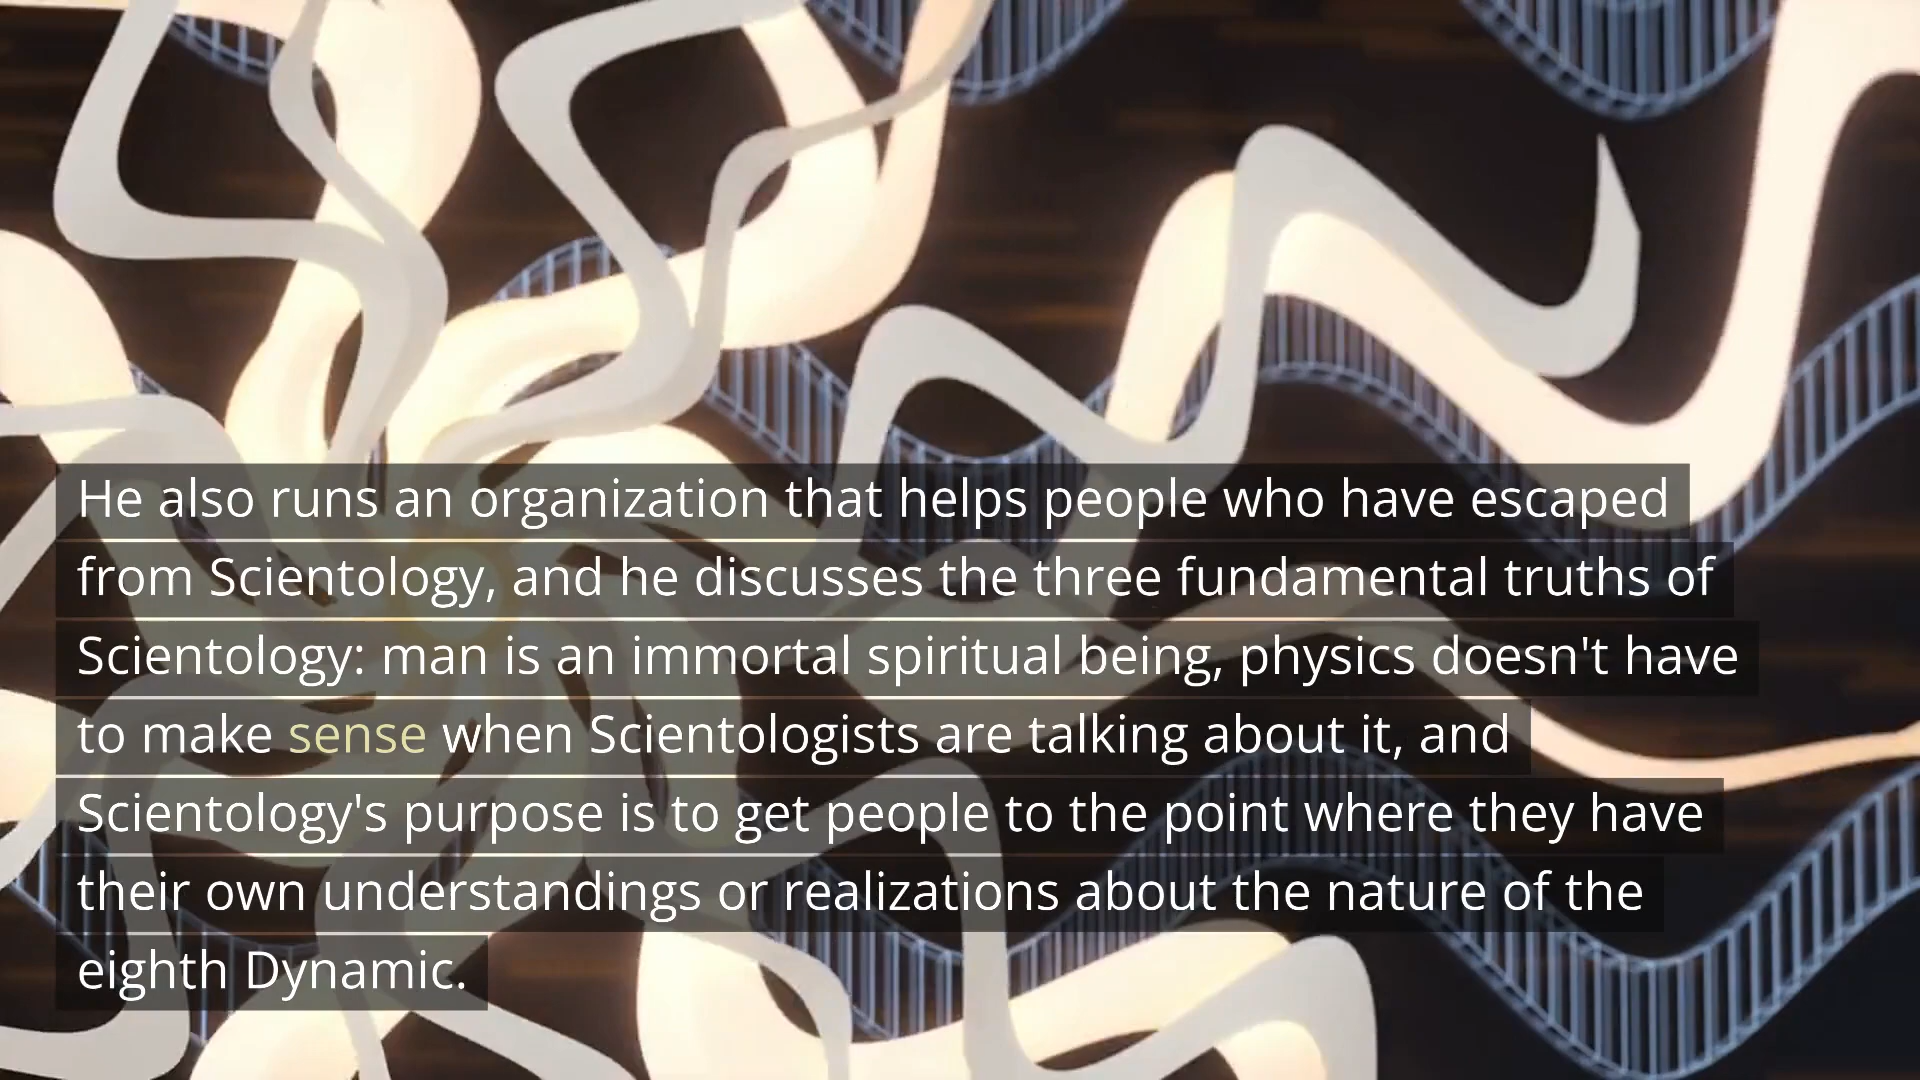 He also runs an organization that helps people who have escaped
from Scientology, and he discusses the three fundamental truths of
Scientology: man is an immortal spiritual being, physics doesn't have
to make sense when Scientologists are talking about it, and
Scientology's purpose is to get people to the point where they have
their own understandings or realizations about the nature of the
eighth Dynamic.